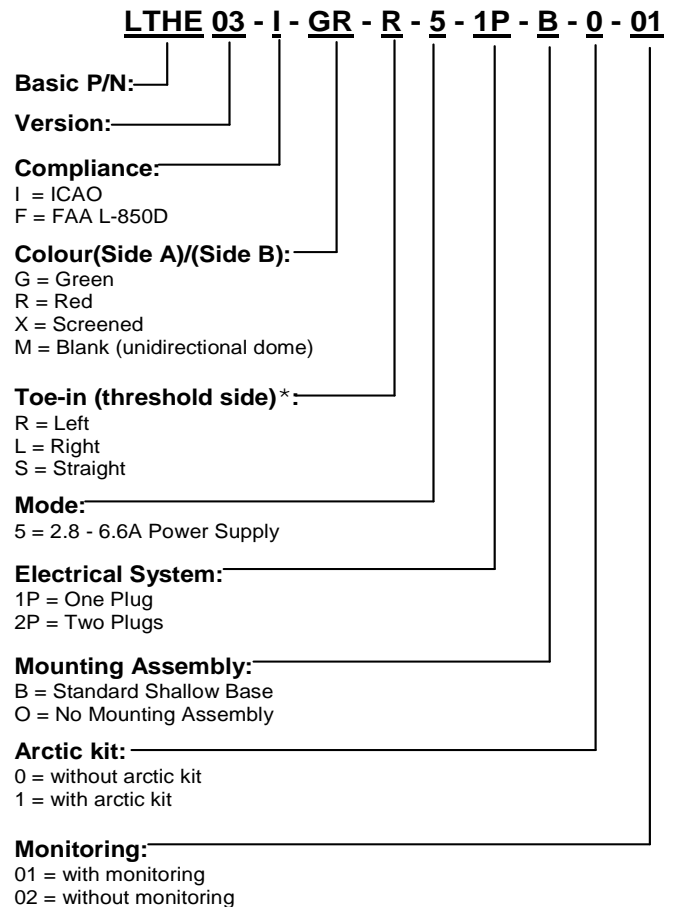 LTHE 03 - I - GR - R - 5 - 1P - B - 0 - 01
Basic P/N:
Version:
Compliance:
I = ICAO
F = FAA L-850D
Colour(Side A)/(Side B):
G = Green
R = Red
X = Screened
M = Blank (unidirectional dome)
Toe-in (threshold side)*:
R = Left
L = Right
S = Straight
Mode:
5 = 2.8 - 6.6A Power Supply
Electrical System:
1P = One Plug
2P = Two Plugs
Mounting Assembly:
B = Standard Shallow Base
O = No Mounting Assembly
Arctic kit:
0 = without arctic kit
1 = with arctic kit
Monitoring:
01 = with monitoring
02 = without monitoring